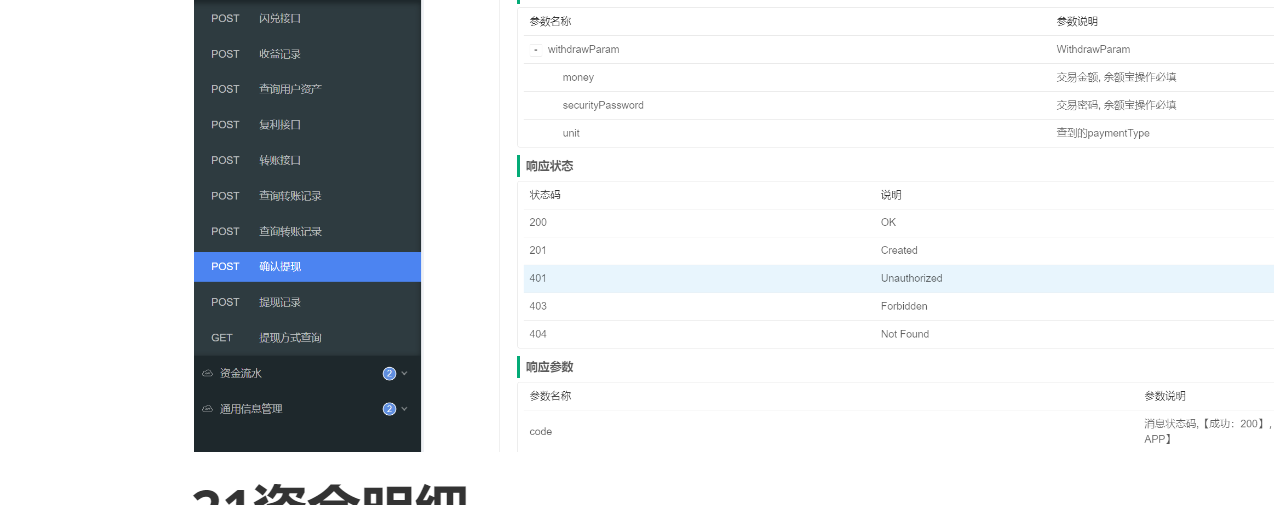 POST 闪兑接口
POST 收益记录
POST 查询用户资产
POST 复利接口
POST 转账接口
POST 查询转账记录
POST 查询转账记录
POST 确认提现
POST 提现记录
GET 提现方式查询
资金流水 2
通用信息管理 2
参数名称 参数说明
withdrawParam WithdrawParam
money 交易金额, 余额宝操作必填
securityPassword 交易密码, 余额宝操作必填
unit 查到的paymentType
响应状态
状态码 说明
200 OK
201 Created
401 Unauthorized
403 Forbidden
404 Not Found
响应参数
参数名称 参数说明
code 消息状态码,【成功：200】,
APP】
21资金明细